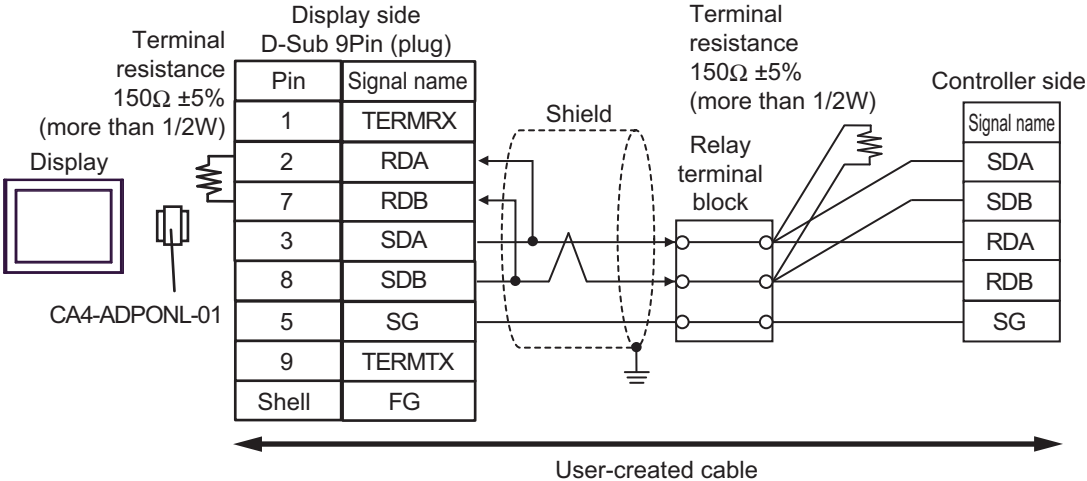 Display side
D-Sub 9Pin (plug)
Terminal
resistance
150Ω ±5%
(more than 1/2W)
Display
CA4-ADPONL-01
Pin Signal name
1 TERMRX
2 RDA
7 RDB
3 SDA
8 SDB
5 SG
9 TERMTX
Shell FG
Shield
Terminal
resistance
150Ω ±5%
(more than 1/2W)
Relay
terminal
block
Controller side
Signal name
SDA
SDB
RDA
RDB
SG
User-created cable